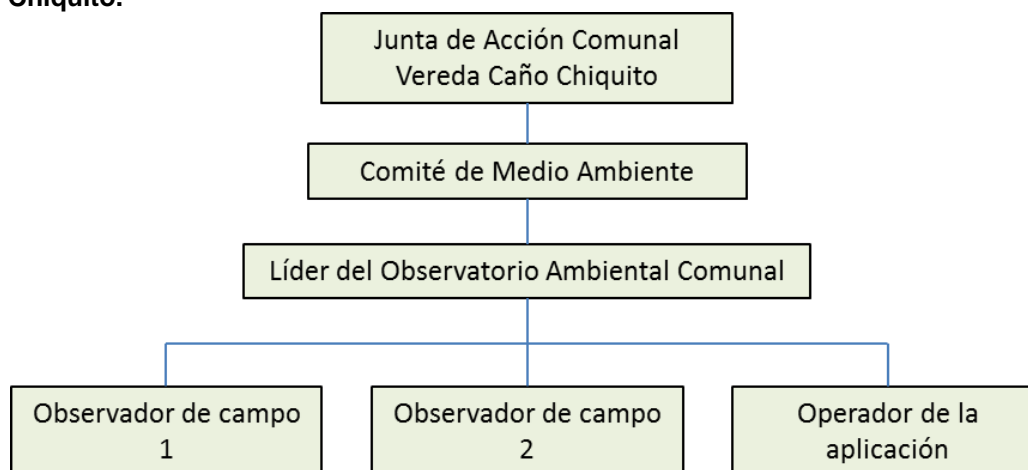 Chiquito.
Junta de Acción Comunal
Vereda Caño Chiquito
Comité de Medio Ambiente
Líder del Observatorio Ambiental Comunal
Observador de campo
1
Observador de campo
2
Operador de la
aplicación